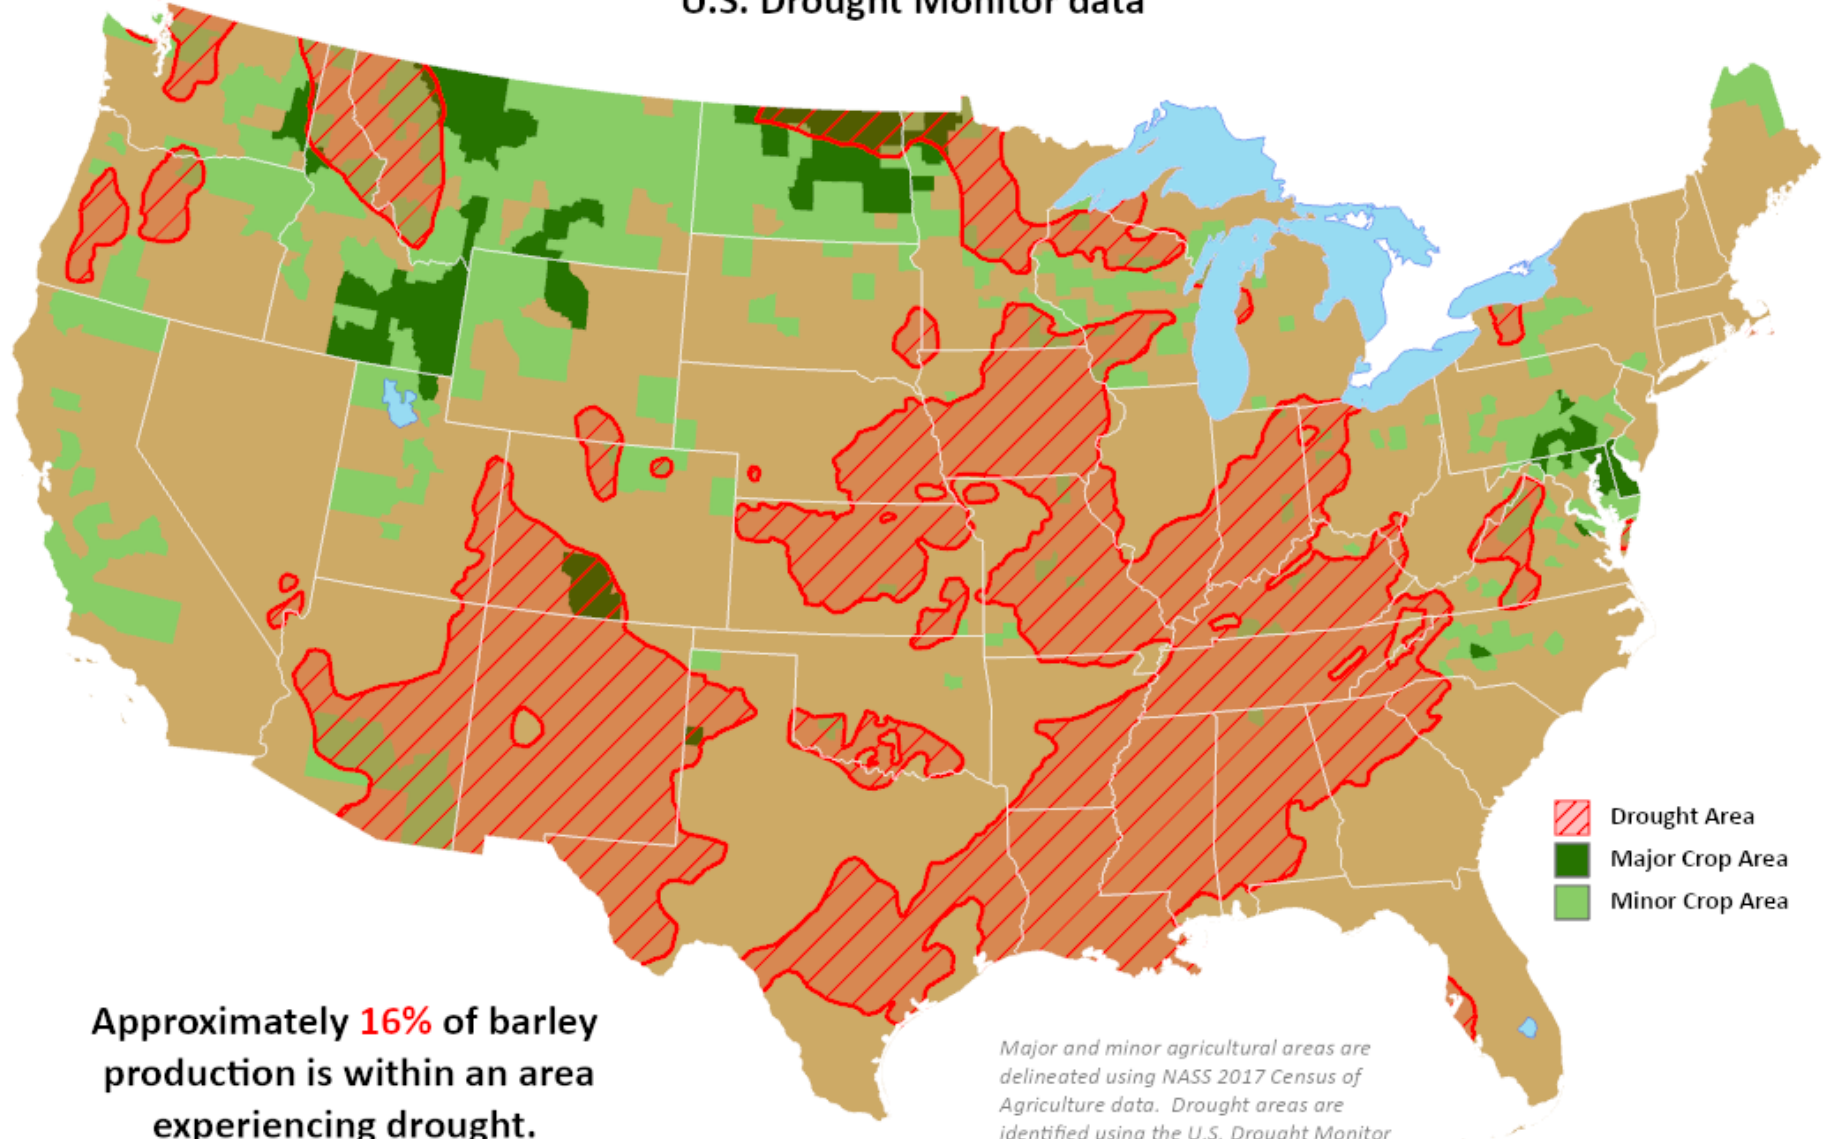 U.S. Drought Monitor data
Drought Area
Major Crop Area
Minor Crop Area
Approximately 16% of barley
production is within an area
experiencing drought.
Major and minor agricultural areas are
delineated using NASS 2017 Census of
Agriculture data. Drought areas are
identified using the U.S. Drought Monitor